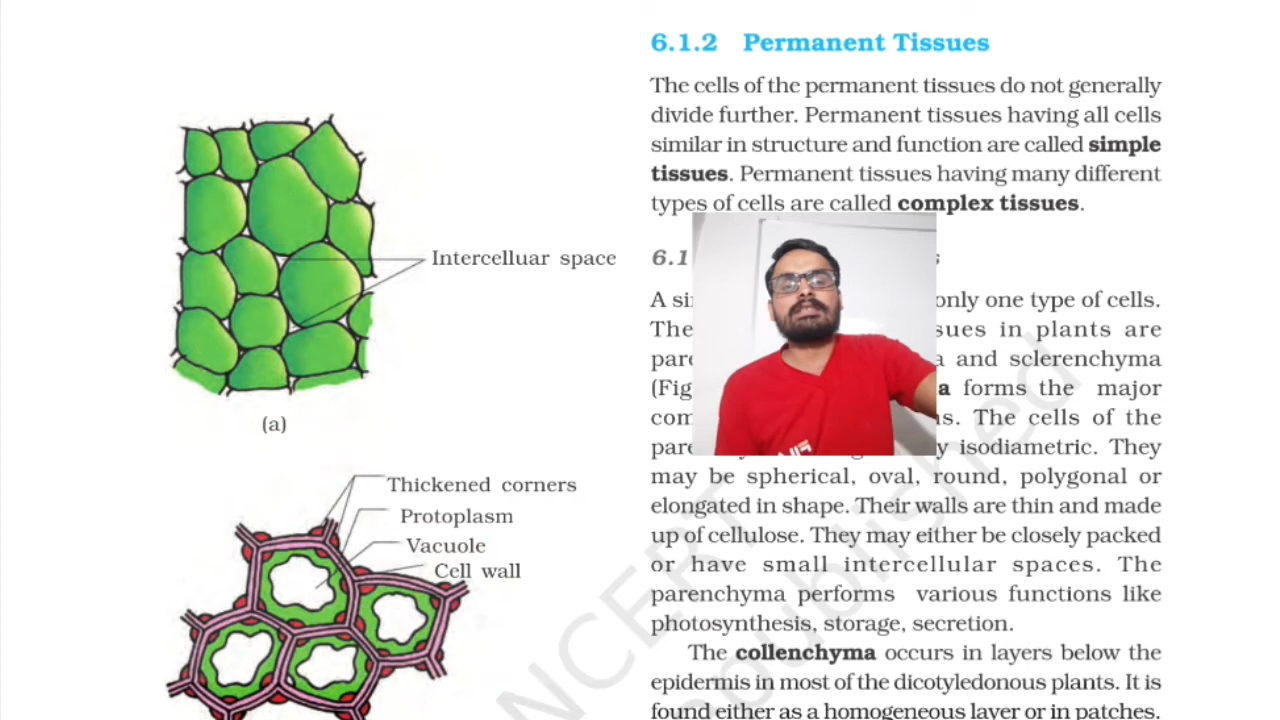 Intercelluar space
(a)
Thickened corners
Protoplasm
Vacuole
Cell wall
6.1.2 Permanent Tissues
The cells of the permanent tissues do not generally
divide further. Permanent tissues having all cells
similar in structure and function are called simple
tissues. Permanent tissues having many different
types of cells are called complex tissues.
6.1
A only one type of cells.
The in plants are
and sclerenchyma
(Fig forms the major
The cells of the
isodiametric. They
may be spherical, oval, round, polygonal or
elongated in shape. Their walls are thin and made
up of cellulose. They may either be closely packed
or have small intercellular spaces. The
parenchyma performs various functions like
photosynthesis, storage, secretion.
The collenchyma occurs in layers below the
epidermis in most of the dicotyledonous plants. It is
found either as a homogeneous layer or in patches.
NCERT
published